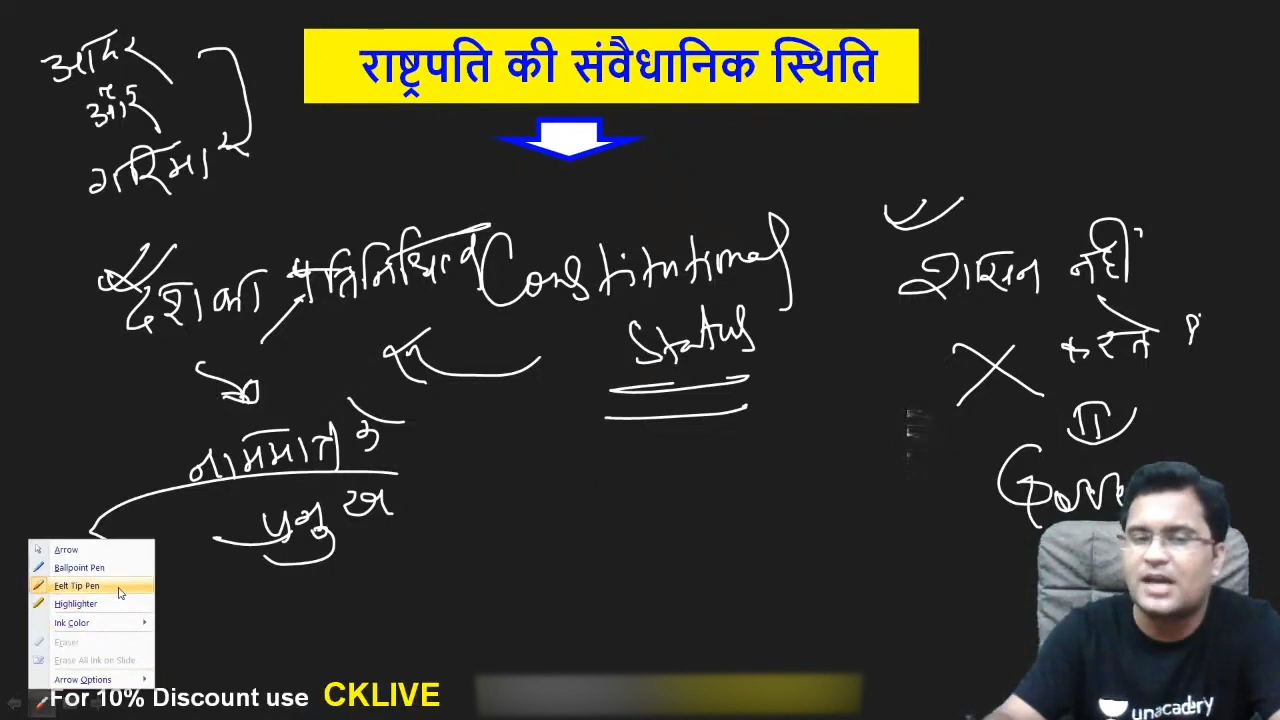 राष्ट्रपति की संवैधानिक स्थिति
आदर
और
गरिमा
देश का प्रतिनिधित्व
Constitutional
Status
शासन नहीं
करते
नाममात्र के
प्रमुख
Arrow
Ballpoint Pen
Felt Tip Pen
Highlighter
Ink Color
Eraser
Erase All Ink on Slide
Arrow Options
For 10% Discount use CKLIVE
unacademy